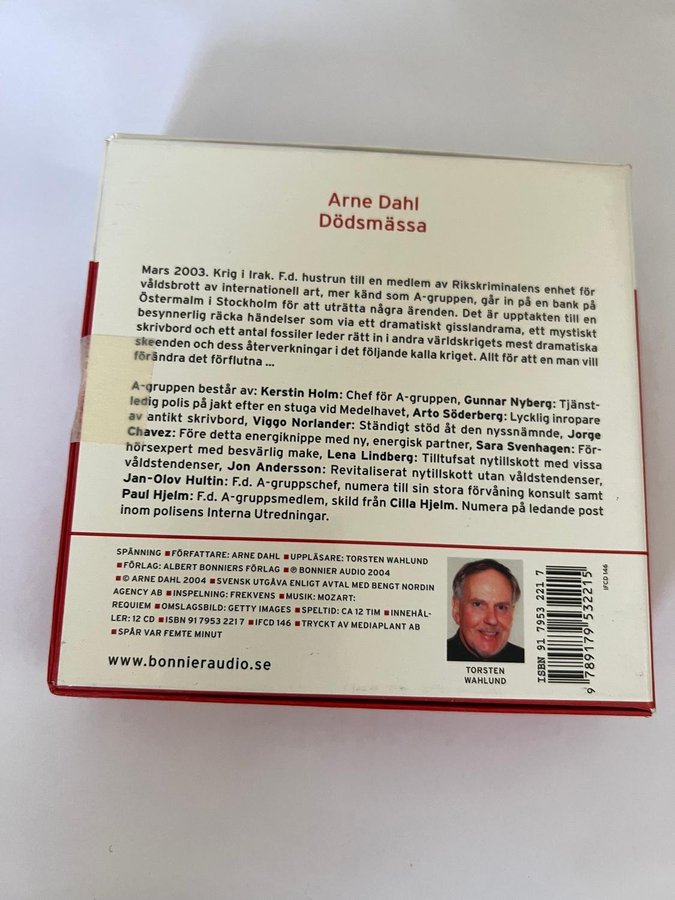 Arne Dahl
Dödsmässa
Mars 2003. Krig i Irak. F.d. hustrun till en medlem av Rikskriminalens enhet för
våldsbrott av internationell art, mer känd som A-gruppen, går in på en bank på
Östermalm i Stockholm för att uträtta några ärenden. Det är upptakten till en
besynnerlig räcka händelser som via ett dramatiskt gisslandrama, ett mystiskt
skrivbord och ett antal fossiler leder rätt in i andra världskrigets mest dramatiska
skeenden och dess återverkningar i det följande kalla kriget. Allt för att en man vill
förändra det förflutna ...
A-gruppen består av: Kerstin Holm: Chef för A-gruppen, Gunnar Nyberg: Tjänst-
ledig polis på jakt efter en stuga vid Medelhavet, Arto Söderberg: Lycklig inropare
av antikt skrivbord, Viggo Norlander: Ständigt stöd åt den nyssnämnde, Jorge
Chavez: Före detta energiknippe med ny, energisk partner, Sara Svenhagen: För-
hörsexpert med besvärlig make, Lena Lindberg: Tilltufsat nytillskott med vissa
våldstendenser, Jon Andersson: Revitaliserat nytillskott utan våldstendenser,
Jan-Olov Hultin: F.d. A-gruppschef, numera till sin stora förvåning konsult samt
Paul Hjelm: F.d. A-gruppsmedlem, skild från Cilla Hjelm. Numera på ledande post
inom polisens Interna Utredningar.
SPÄNNING ■ FÖRFATTARE: ARNE DAHL ■ UPPLÄSARE: TORSTEN WAHLUND
■ FÖRLAG: ALBERT BONNIERS FÖRLAG ■ ℗ BONNIER AUDIO 2004
■ © ARNE DAHL 2004 ■ SVENSK UTGÅVA ENLIGT AVTAL MED BENGT NORDIN
AGENCY AB ■ INSPELNING: FREKVENS ■ MUSIK: MOZART:
REQUIEM ■ OMSLAGSBILD: GETTY IMAGES ■ SPELTID: CA 12 TIM ■ INNEHÅL-
LER: 12 CD ■ ISBN 91 7953 221 7 ■ IFCD 146 ■ TRYCKT AV MEDIAPLANT AB
■ SPÅR VAR FEMTE MINUT
www.bonnieraudio.se
TORSTEN
WAHLUND
ISBN 91 7953 221 7
9 789179 532215
IFCD 146